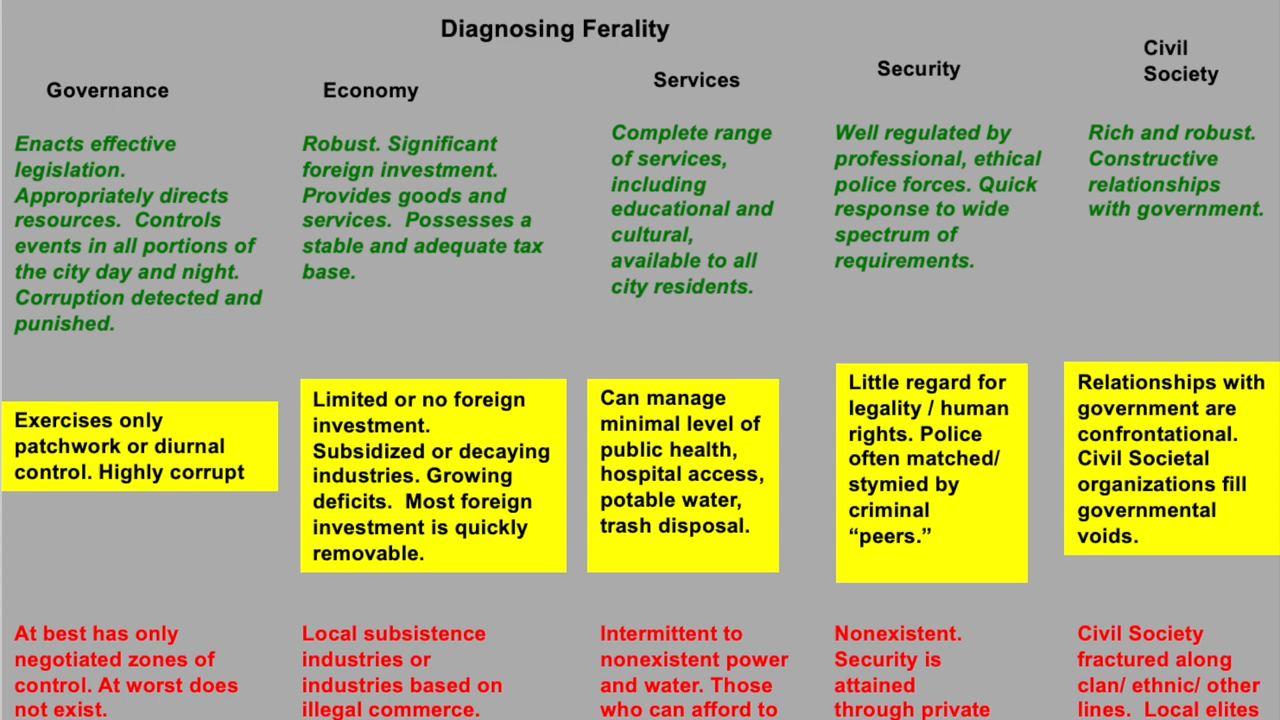 Diagnosing Ferality
Governance
Economy
Services
Security
Civil
Society
Enacts effective
legislation.
Appropriately directs
resources.  Controls
events in all portions of
the city day and night.
Corruption detected and
punished.
Robust. Significant
foreign investment.
Provides goods and
services.  Possesses a
stable and adequate tax
base.
Complete range
of services,
including
educational and
cultural,
available to all
city residents.
Well regulated by
professional, ethical
police forces. Quick
response to wide
spectrum of
requirements.
Rich and robust.
Constructive
relationships
with government.
Exercises only
patchwork or diurnal
control. Highly corrupt
Limited or no foreign
investment.
Subsidized or decaying
industries. Growing
deficits.  Most foreign
investment is quickly
removable.
Can manage
minimal level of
public health,
hospital access,
potable water,
trash disposal.
Little regard for
legality / human
rights. Police
often matched/
stymied by
criminal
“peers.”
Relationships with
government are
confrontational.
Civil Societal
organizations fill
governmental
voids.
At best has only
negotiated zones of
control. At worst does
not exist.
Local subsistence
industries or
industries based on
illegal commerce.
Intermittent to
nonexistent power
and water. Those
who can afford to
Nonexistent.
Security is
attained
through private
Civil Society
fractured along
clan/ ethnic/ other
lines.  Local elites